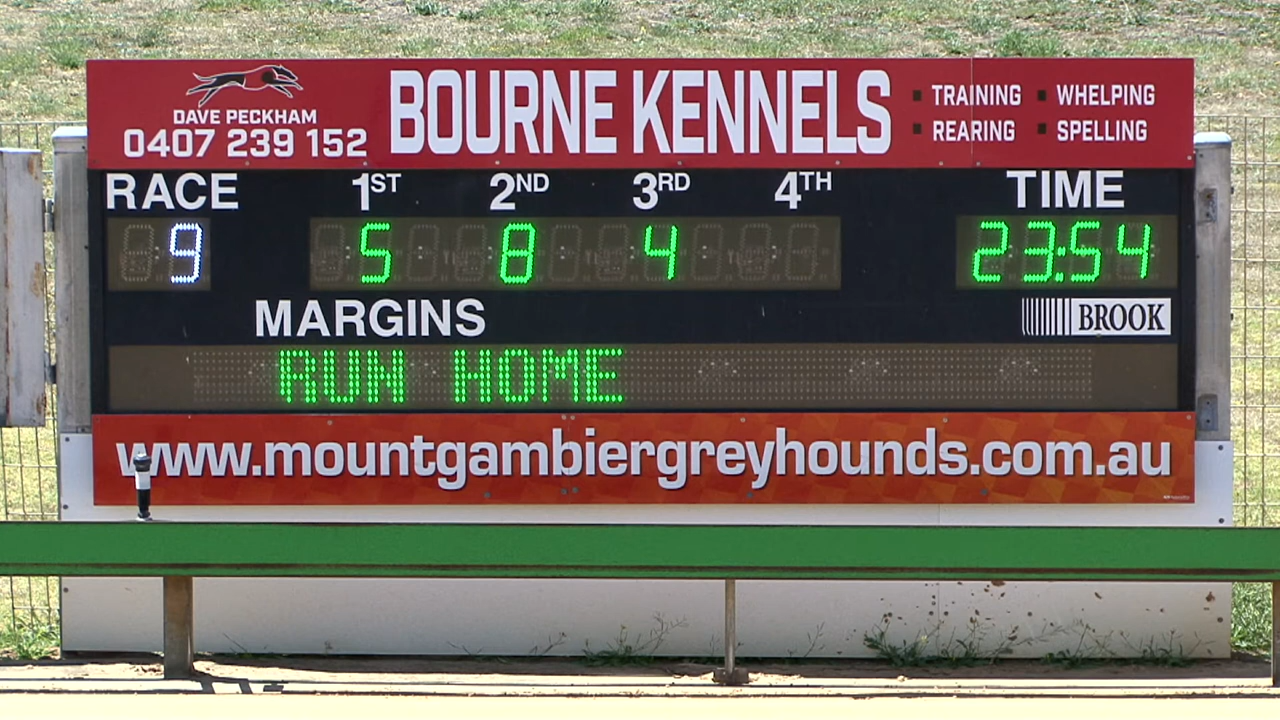 BOURNE KENNELS
DAVE PECKHAM
0407 239 152
TRAINING WHELPING
REARING SPELLING
RACE 1ST 2ND 3RD 4TH TIME
9 5 8 4 23:54
MARGINS
BROOK
RUN HOME
www.mountgambiergreyhounds.com.au